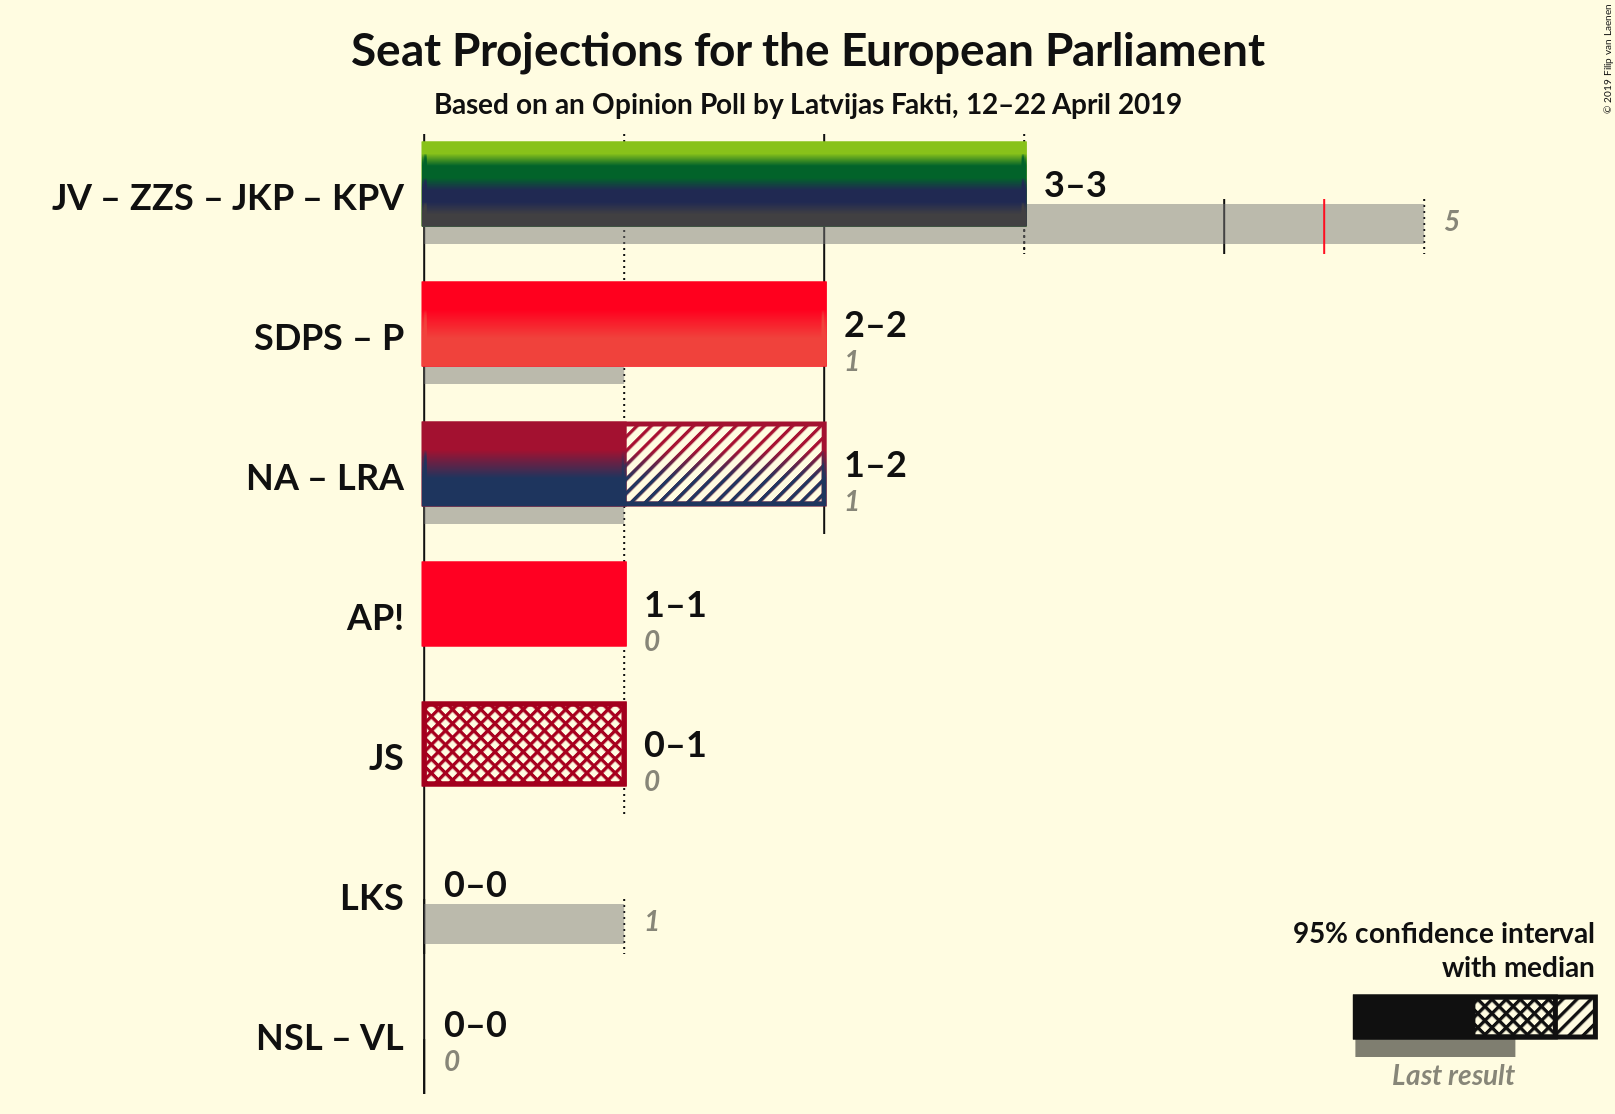 Seat Projections for the European Parliament
Based on an Opinion Poll by Latvijas Fakti, 12–22 April 2019
© 2019 Filip van Laenen
JV – ZZS – JKP – KPV
3–3
5
SDPS – P
2–2
1
NA – LRA
1–2
1
AP!
1–1
0
JS
0–1
0
LKS
0–0
1
NSL – VL
0–0
0
95% confidence interval
with median
Last result